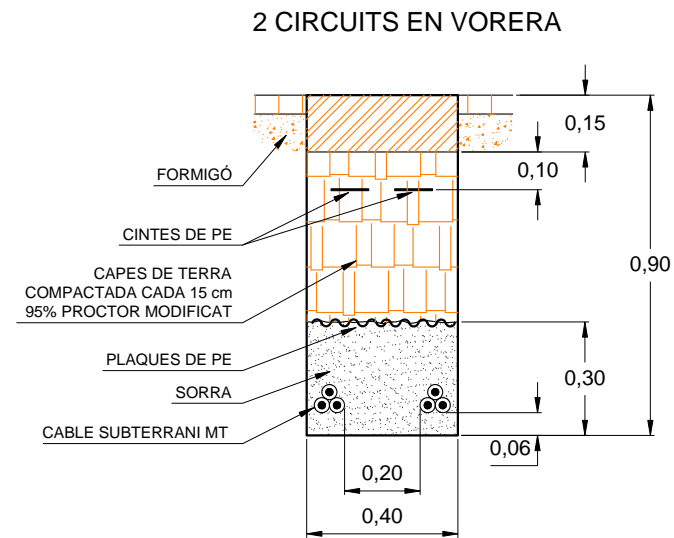 2 CIRCUITS EN VORERA
0,15
0,10
FORMIGÓ
CINTES DE PE
0,90
CAPES DE TERRA
COMPACTADA CADA 15 cm
95% PROCTOR MODIFICAT
PLAQUES DE PE
0,30
SORRA
CABLE SUBTERRANI MT
0,06
0,20
0,40